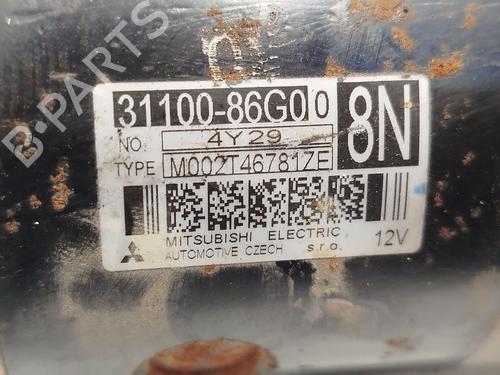 B-PARTS
31100-86G00
8N
NO. 4Y29
TYPE M002T46781ZE
MITSUBISHI ELECTRIC
AUTOMOTIVE CZECH s.r.o.
12V